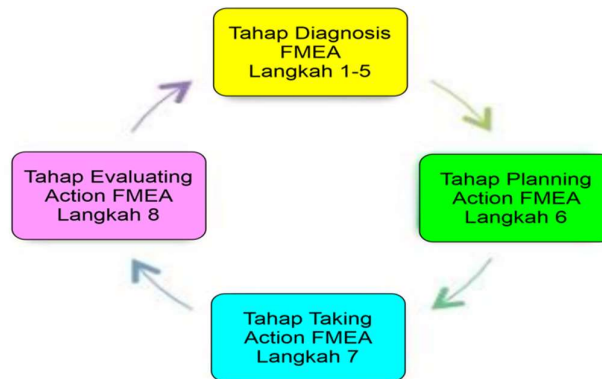 Tahap Diagnosis
FMEA
Langkah 1-5
Tahap Planning
Action FMEA
Langkah 6
Tahap Taking
Action FMEA
Langkah 7
Tahap Evaluating
Action FMEA
Langkah 8